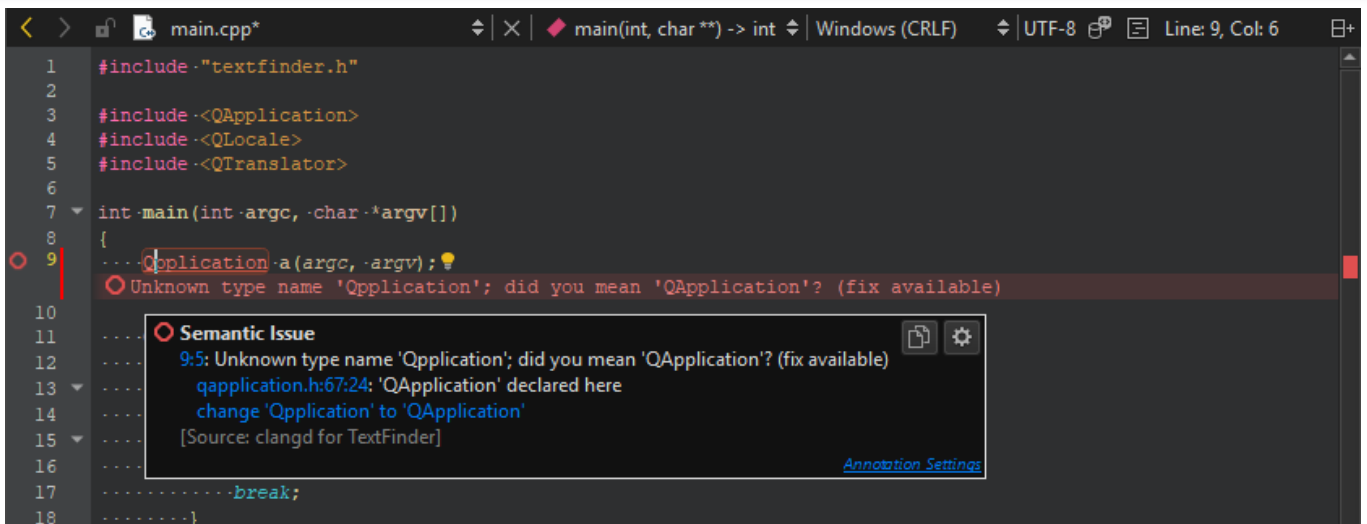 main.cpp* main(int, char **) -> int Windows (CRLF) UTF-8 Line: 9, Col: 6
1 #include "textfinder.h"
2
3 #include <QApplication>
4 #include <QLocale>
5 #include <QTranslator>
6
7 int main(int argc, char *argv[])
8 {
9 Qpplication a(argc, argv);
Unknown type name 'Qpplication'; did you mean 'QApplication'? (fix available)
10
11 Semantic Issue
12 9:5: Unknown type name 'Qpplication'; did you mean 'QApplication'? (fix available)
13 qapplication.h:67:24: 'QApplication' declared here
14 change 'Qpplication' to 'QApplication'
15 [Source: clangd for TextFinder]
16 Annotation Settings
17 break;
18 }